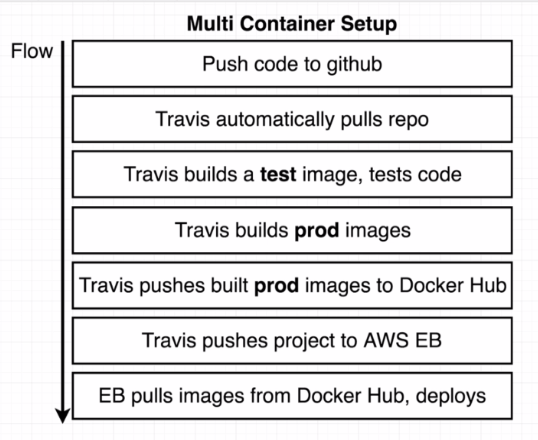 Multi Container Setup
Flow
Push code to github
Travis automatically pulls repo
Travis builds a test image, tests code
Travis builds prod images
Travis pushes built prod images to Docker Hub
Travis pushes project to AWS EB
EB pulls images from Docker Hub, deploys